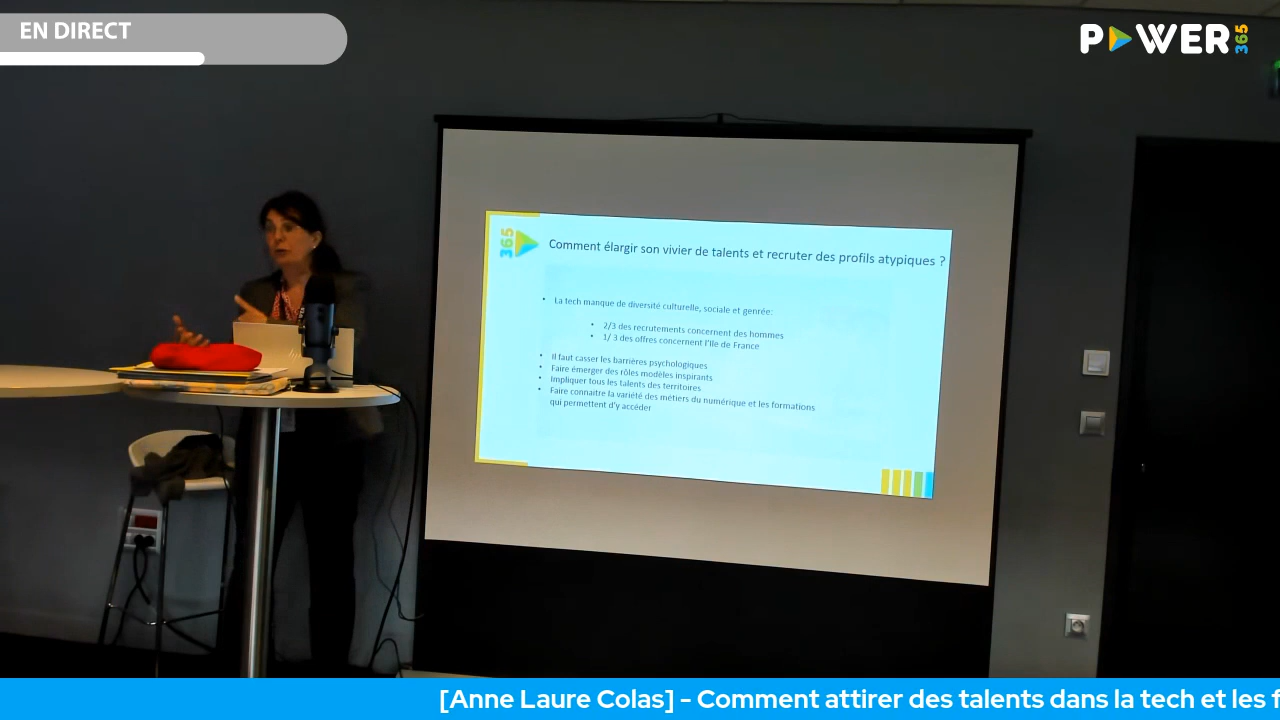 EN DIRECT
POWER 365
365
Comment élargir son vivier de talents et recruter des profils atypiques ?
• La tech manque de diversité culturelle, sociale et genrée:
• 2/3 des recrutements concernent des hommes
• 1/ 3 des offres concernent l'Ile de France
• Il faut casser les barrières psychologiques
• Faire émerger des rôles modèles inspirants
• Impliquer tous les talents des territoires
• Faire connaitre la variété des métiers du numérique et les formations
qui permettent d'y accéder
[Anne Laure Colas] - Comment attirer des talents dans la tech et les f